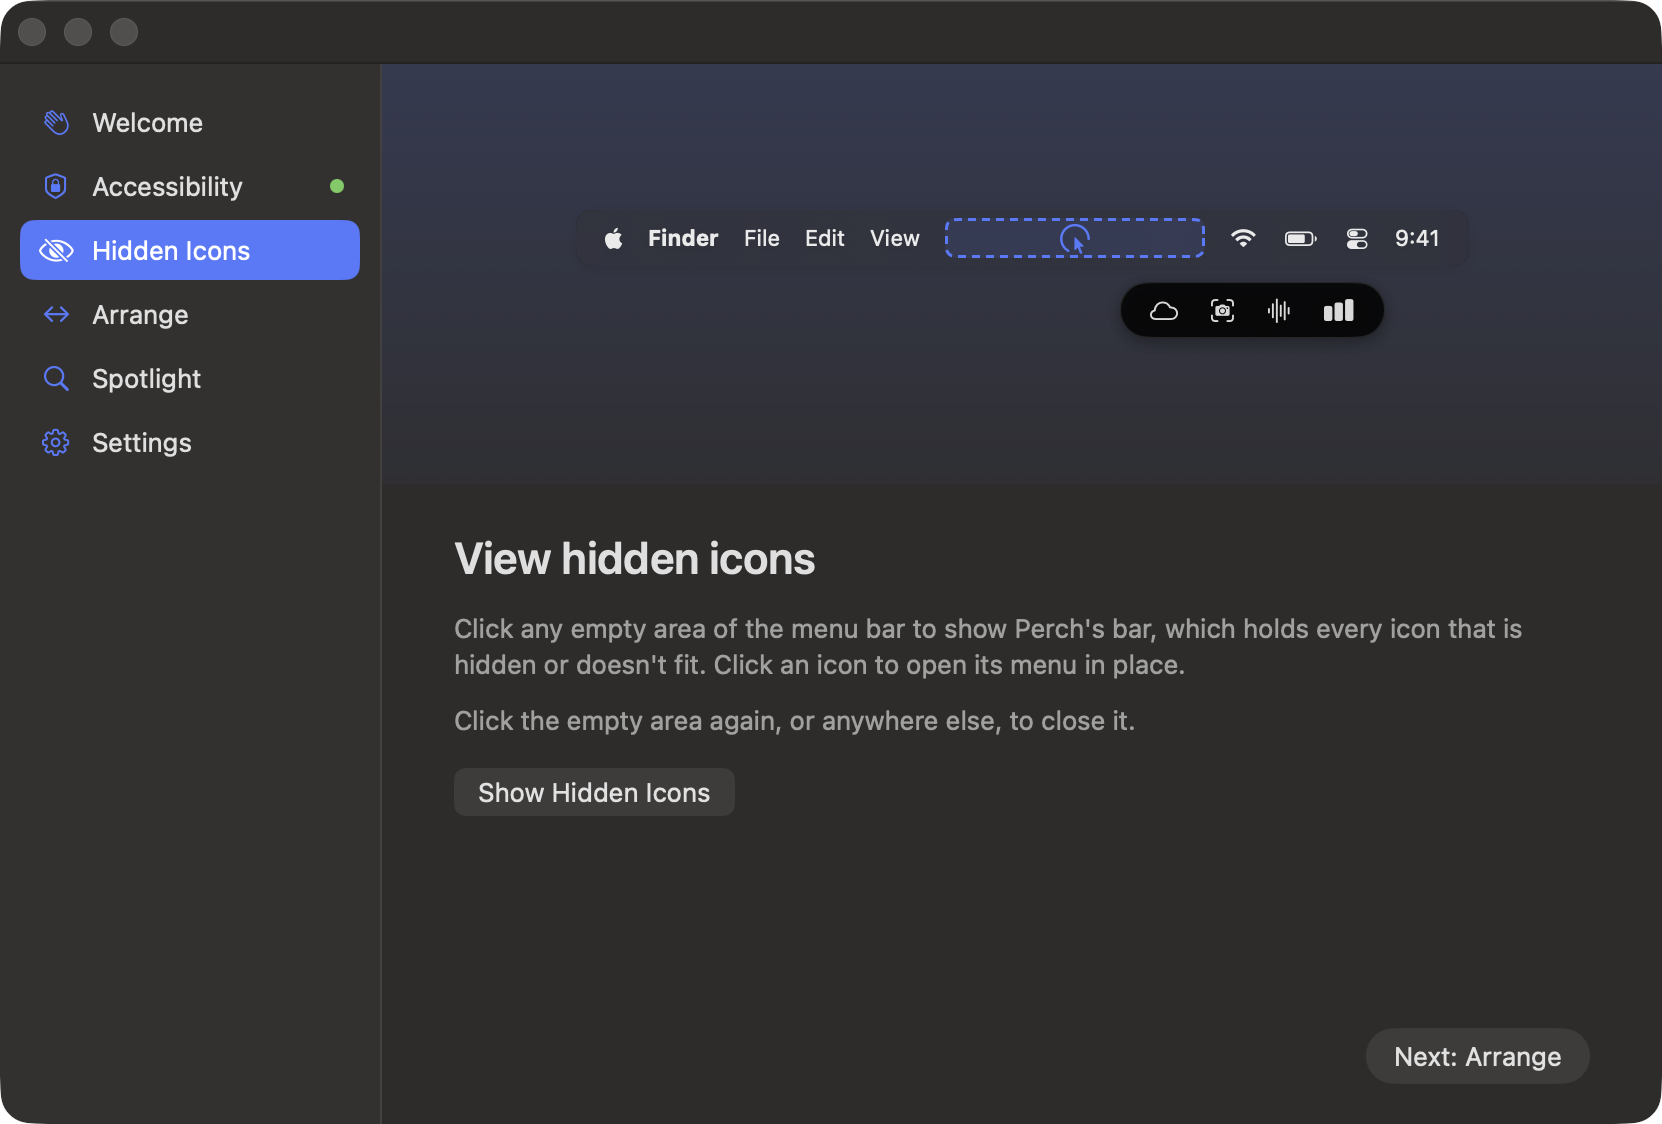 Welcome
Accessibility
Hidden Icons
Arrange
Spotlight
Settings
Finder File Edit View 9:41
View hidden icons
Click any empty area of the menu bar to show Perch's bar, which holds every icon that is
hidden or doesn't fit. Click an icon to open its menu in place.
Click the empty area again, or anywhere else, to close it.
Show Hidden Icons
Next: Arrange